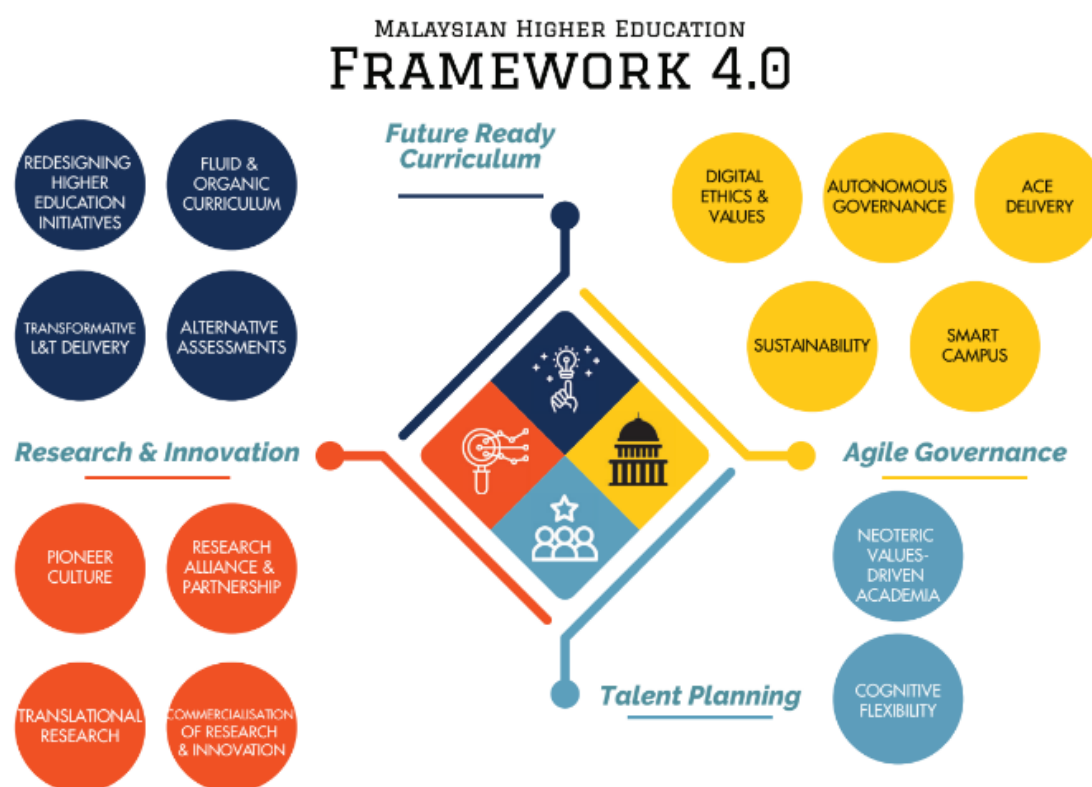 MALAYSIAN HIGHER EDUCATION
FRAMEWORK 4.0
Future Ready
Curriculum
REDESIGNING
HIGHER
EDUCATION
INITIATIVES
FLUID &
ORGANIC
CURRICULUM
TRANSFORMATIVE
L&T DELIVERY
ALTERNATIVE
ASSESSMENTS
DIGITAL
ETHICS &
VALUES
AUTONOMOUS
GOVERNANCE
ACE
DELIVERY
SUSTAINABILITY
SMART
CAMPUS
Research & Innovation
Agile Governance
PIONEER
CULTURE
RESEARCH
ALLIANCE &
PARTNERSHIP
TRANSLATIONAL
RESEARCH
COMMERCIALISATION
OF RESEARCH
& INNOVATION
NEOTERIC
VALUES-
DRIVEN
ACADEMIA
COGNITIVE
FLEXIBILITY
Talent Planning